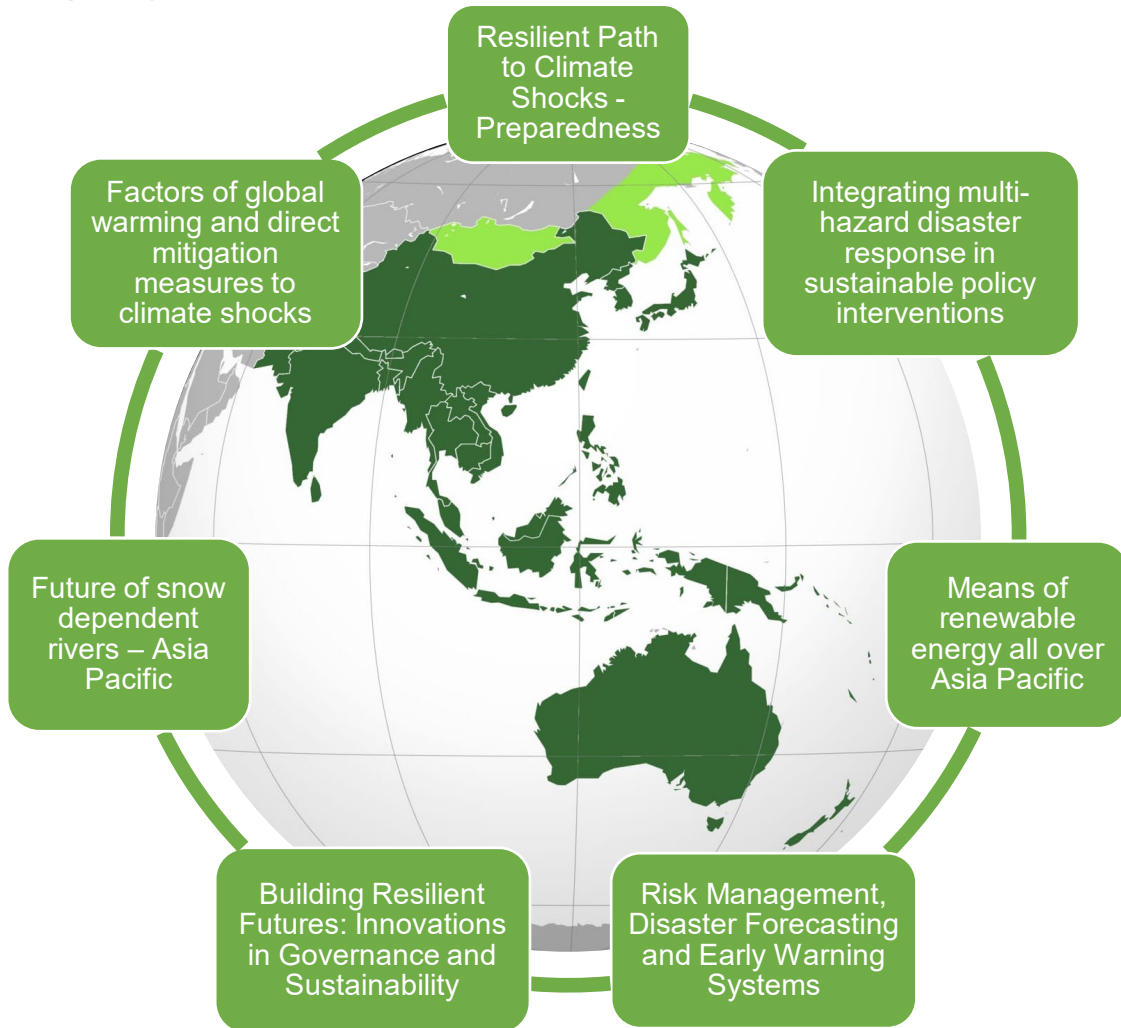 Resilient Path
to Climate
Shocks -
Preparedness
Integrating multi-
hazard disaster
response in
sustainable policy
interventions
Means of
renewable
energy all over
Asia Pacific
Risk Management,
Disaster Forecasting
and Early Warning
Systems
Building Resilient
Futures: Innovations
in Governance and
Sustainability
Future of snow
dependent
rivers – Asia
Pacific
Factors of global
warming and direct
mitigation
measures to
climate shocks